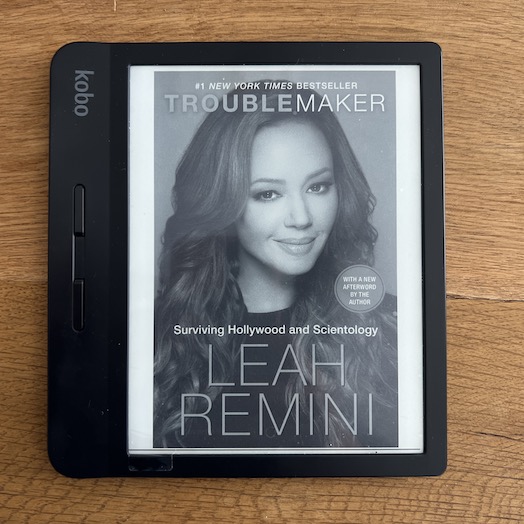 kobo
#1 NEW YORK TIMES BESTSELLER
TROUBLEMAKER
WITH A NEW
AFTERWORD
BY THE
AUTHOR
Surviving Hollywood and Scientology
LEAH
REMINI